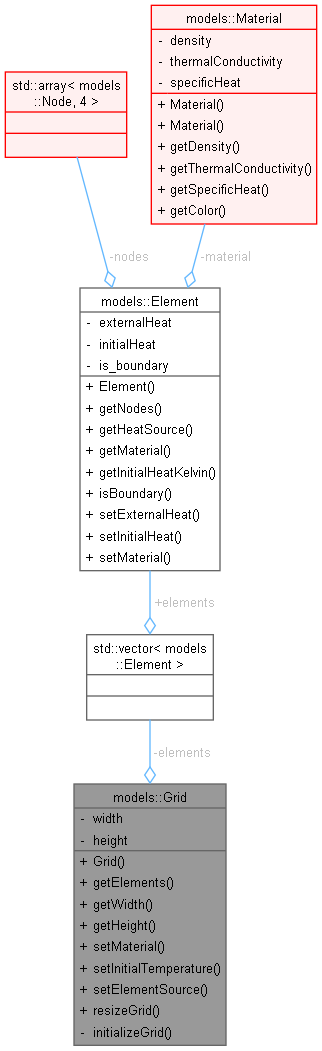 models::Material
- density
- thermalConductivity
- specificHeat
+ Material()
+ Material()
+ getDensity()
+ getThermalConductivity()
+ getSpecificHeat()
+ getColor()
std::array< models
::Node, 4 >
-nodes
-material
models::Element
- externalHeat
- initialHeat
- is_boundary
+ Element()
+ getNodes()
+ getHeatSource()
+ getMaterial()
+ getInitialHeatKelvin()
+ isBoundary()
+ setExternalHeat()
+ setInitialHeat()
+ setMaterial()
+elements
std::vector< models
::Element >
-elements
models::Grid
- width
- height
+ Grid()
+ getElements()
+ getWidth()
+ getHeight()
+ setMaterial()
+ setInitialTemperature()
+ setElementSource()
+ resizeGrid()
- initializeGrid()